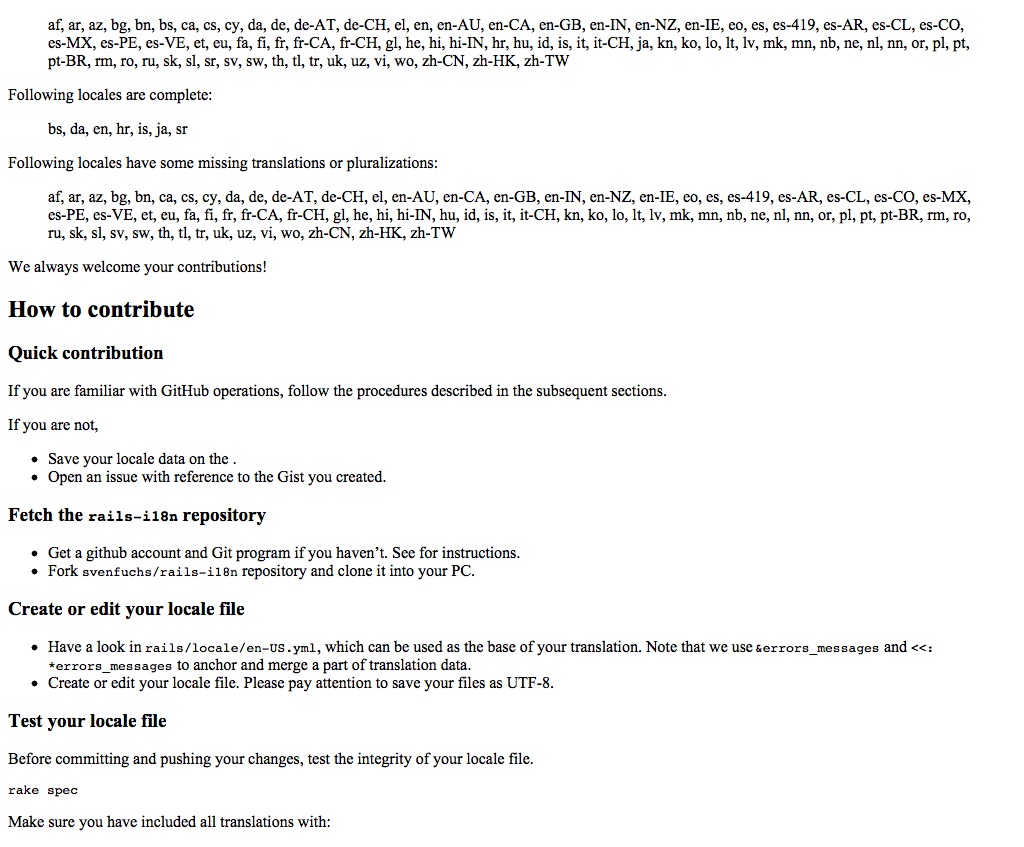 af, ar, az, bg, bn, bs, ca, cs, cy, da, de, de-AT, de-CH, el, en, en-AU, en-CA, en-GB, en-IN, en-NZ, en-IE, eo, es, es-419, es-AR, es-CL, es-CO,
es-MX, es-PE, es-VE, et, eu, fa, fi, fr, fr-CA, fr-CH, gl, he, hi, hi-IN, hr, hu, id, is, it, it-CH, ja, kn, ko, lo, lt, lv, mk, mn, nb, ne, nl, nn, or, pl, pt,
pt-BR, rm, ro, ru, sk, sl, sr, sv, sw, th, tl, tr, uk, uz, vi, wo, zh-CN, zh-HK, zh-TW
Following locales are complete:
bs, da, en, hr, is, ja, sr
Following locales have some missing translations or pluralizations:
af, ar, az, bg, bn, ca, cs, cy, da, de, de-AT, de-CH, el, en-AU, en-CA, en-GB, en-IN, en-NZ, en-IE, eo, es, es-419, es-AR, es-CL, es-CO, es-MX,
es-PE, es-VE, et, eu, fa, fi, fr, fr-CA, fr-CH, gl, he, hi, hi-IN, hu, id, is, it, it-CH, kn, ko, lo, lt, lv, mk, mn, nb, ne, nl, nn, or, pl, pt, pt-BR, rm, ro,
ru, sk, sl, sv, sw, th, tl, tr, uk, uz, vi, wo, zh-CN, zh-HK, zh-TW
We always welcome your contributions!
How to contribute
Quick contribution
If you are familiar with GitHub operations, follow the procedures described in the subsequent sections.
If you are not,
• Save your locale data on the .
• Open an issue with reference to the Gist you created.
Fetch the rails-i18n repository
• Get a github account and Git program if you haven’t. See for instructions.
• Fork svenfuchs/rails-i18n repository and clone it into your PC.
Create or edit your locale file
• Have a look in rails/locale/en-US.yml, which can be used as the base of your translation. Note that we use &errors_messages and <<:
*errors_messages to anchor and merge a part of translation data.
• Create or edit your locale file. Please pay attention to save your files as UTF-8.
Test your locale file
Before committing and pushing your changes, test the integrity of your locale file.
rake spec
Make sure you have included all translations with: